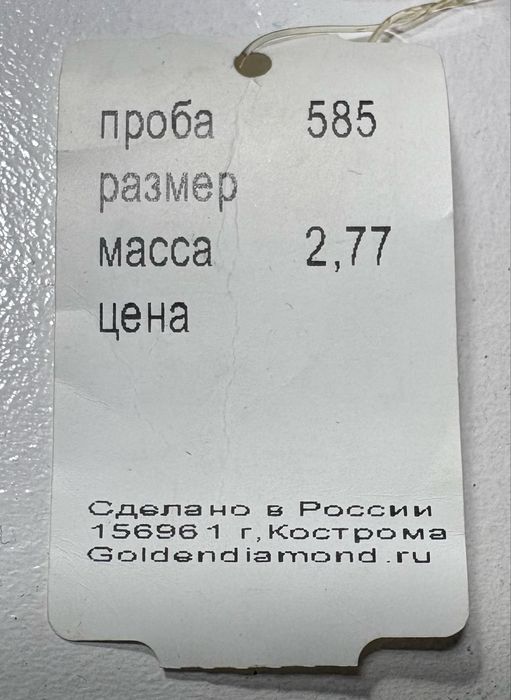 проба 585
размер
масса 2,77
цена
Сделано в России
156961 г,Кострома
Goldendiamond.ru